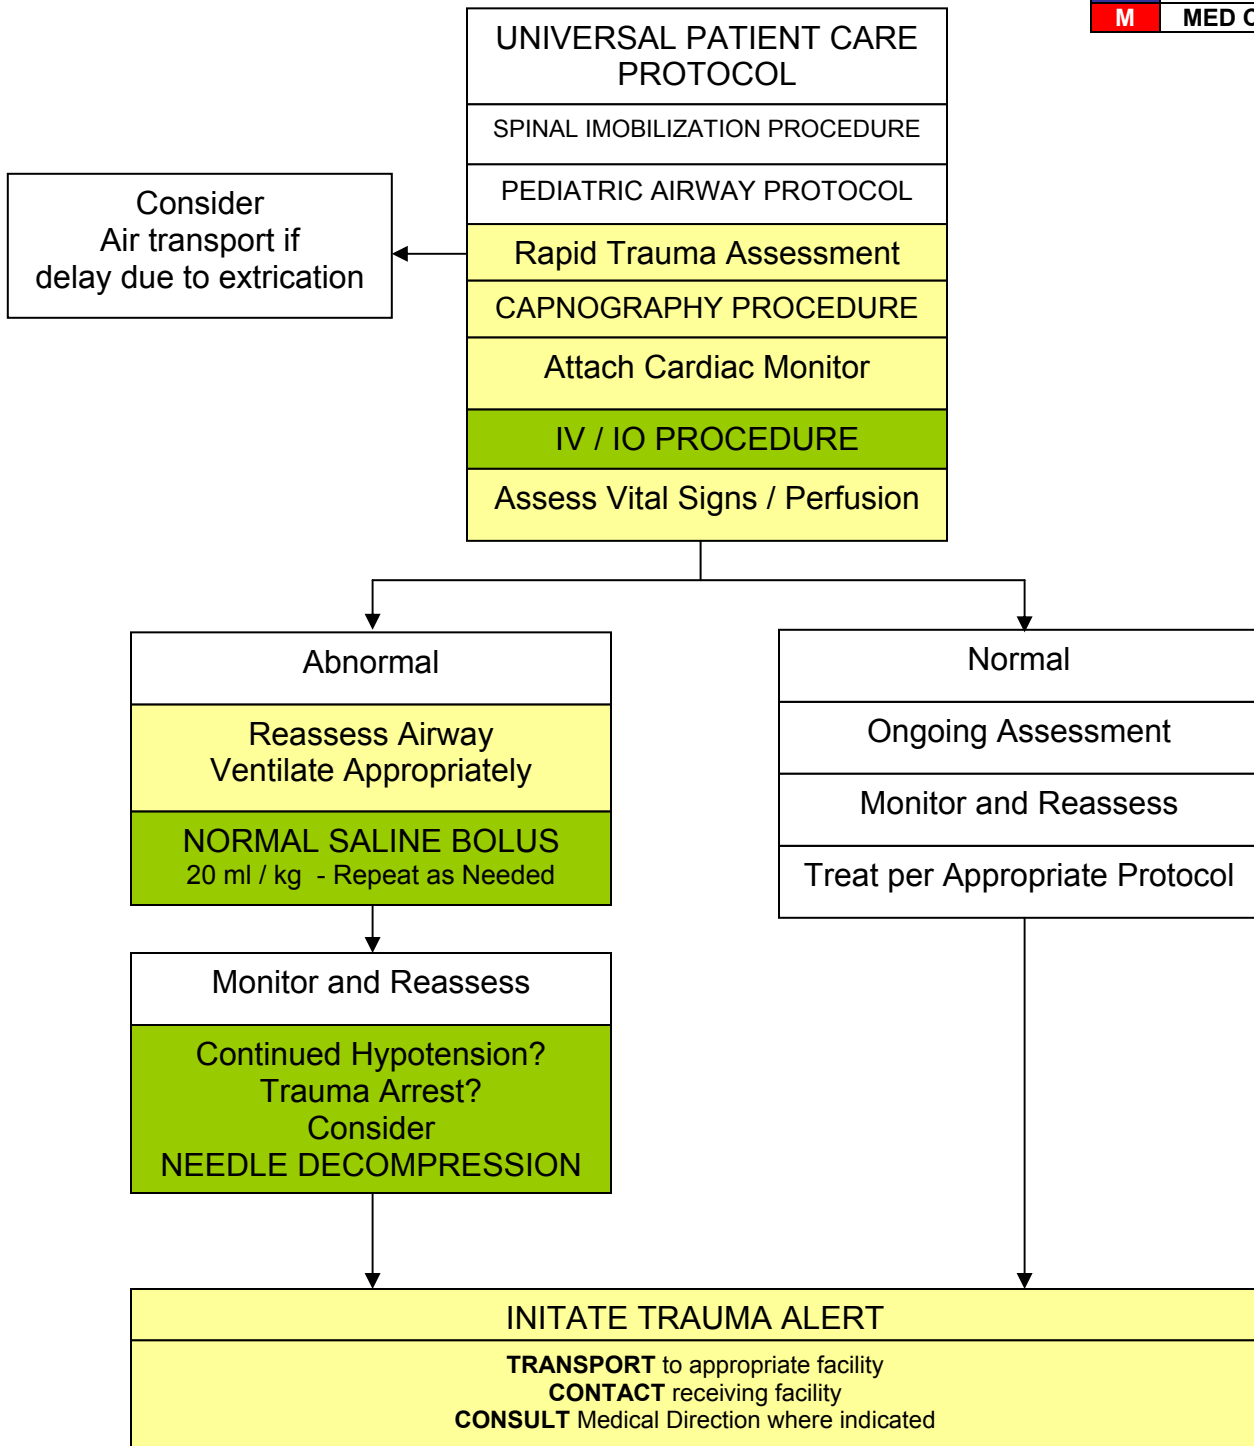 M MED C
UNIVERSAL PATIENT CARE
PROTOCOL
SPINAL IMOBILIZATION PROCEDURE
PEDIATRIC AIRWAY PROTOCOL
Consider
Air transport if
delay due to extrication
Rapid Trauma Assessment
CAPNOGRAPHY PROCEDURE
Attach Cardiac Monitor
IV / IO PROCEDURE
Assess Vital Signs / Perfusion
Abnormal
Reassess Airway
Ventilate Appropriately
NORMAL SALINE BOLUS
20 ml / kg - Repeat as Needed
Monitor and Reassess
Continued Hypotension?
Trauma Arrest?
Consider
NEEDLE DECOMPRESSION
Normal
Ongoing Assessment
Monitor and Reassess
Treat per Appropriate Protocol
INITATE TRAUMA ALERT
TRANSPORT to appropriate facility
CONTACT receiving facility
CONSULT Medical Direction where indicated